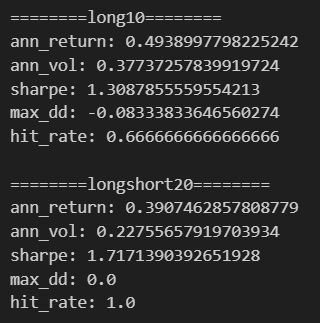 ========long10========
ann_return: 0.4938997798225242
ann_vol: 0.37737257839919724
sharpe: 1.3087855559554213
max_dd: -0.08333833646560274
hit_rate: 0.6666666666666666
========longshort20========
ann_return: 0.3907462857808779
ann_vol: 0.22755657919703934
sharpe: 1.7171390392651928
max_dd: 0.0
hit_rate: 1.0